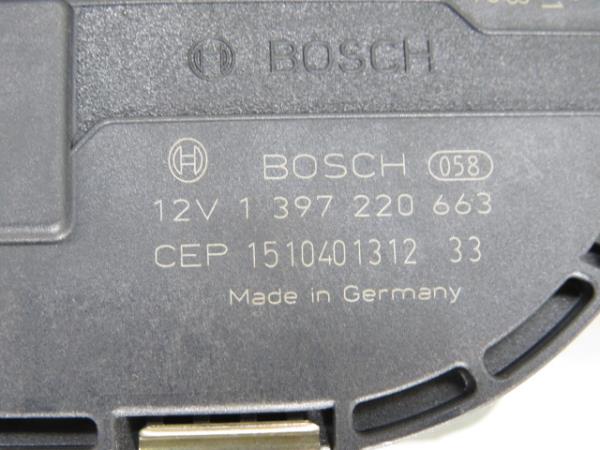 BOSCH
BOSCH 058
12V 1 397 220 663
CEP 1510401312 33
Made in Germany